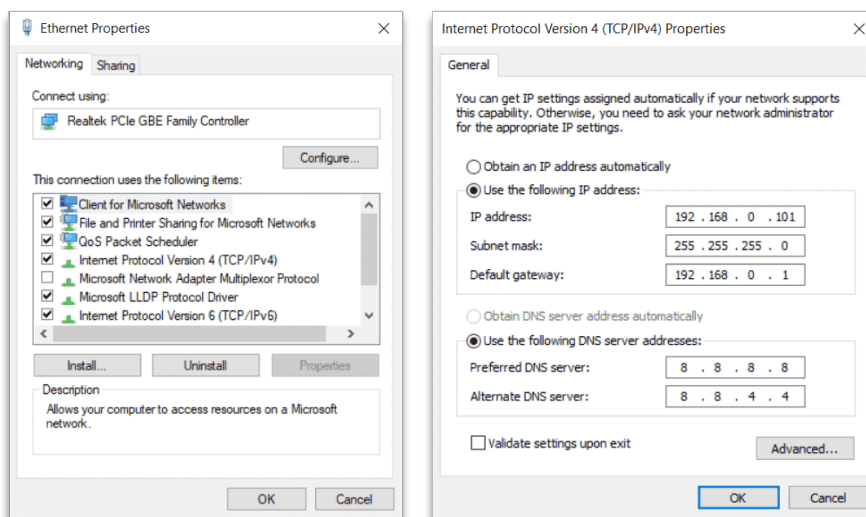 Ethernet Properties
Networking
Sharing
Connect using:
Realtek PCIe GBE Family Controller
Configure...
This connection uses the following items:
Client for Microsoft Networks
File and Printer Sharing for Microsoft Networks
QoS Packet Scheduler
Internet Protocol Version 4 (TCP/IPv4)
Microsoft Network Adapter Multiplexor Protocol
Microsoft LLDP Protocol Driver
Internet Protocol Version 6 (TCP/IPv6)
Install...
Uninstall
Properties
Description
Allows your computer to access resources on a Microsoft
network.
OK
Cancel
Internet Protocol Version 4 (TCP/IPv4) Properties
General
You can get IP settings assigned automatically if your network supports
this capability. Otherwise, you need to ask your network administrator
for the appropriate IP settings.
Obtain an IP address automatically
Use the following IP address:
IP address: 192 . 168 . 0 . 101
Subnet mask: 255 . 255 . 255 . 0
Default gateway: 192 . 168 . 0 . 1
Obtain DNS server address automatically
Use the following DNS server addresses:
Preferred DNS server: 8 . 8 . 8 . 8
Alternate DNS server: 8 . 8 . 4 . 4
Validate settings upon exit
Advanced...
OK
Cancel